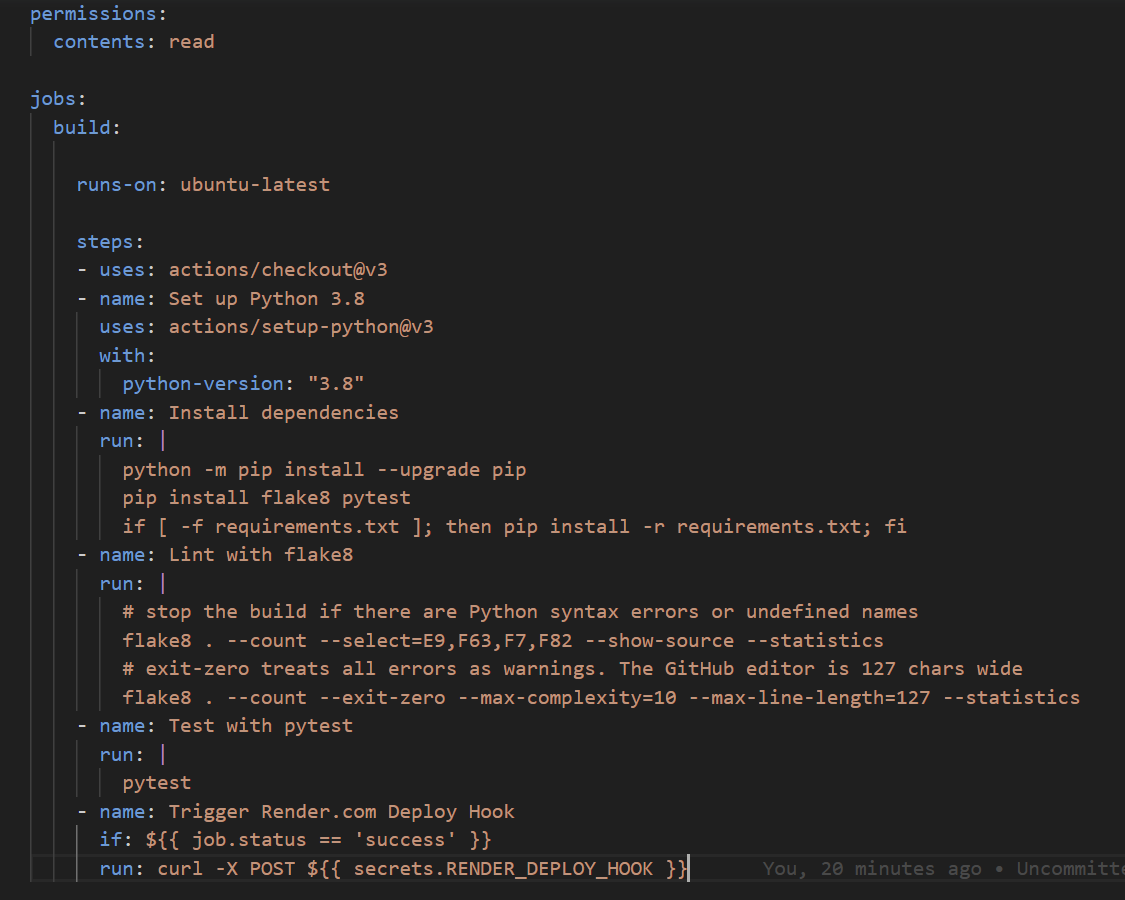 permissions:
  contents: read

jobs:
  build:

    runs-on: ubuntu-latest

    steps:
    - uses: actions/checkout@v3
    - name: Set up Python 3.8
      uses: actions/setup-python@v3
      with:
        python-version: "3.8"
    - name: Install dependencies
      run: |
        python -m pip install --upgrade pip
        pip install flake8 pytest
        if [ -f requirements.txt ]; then pip install -r requirements.txt; fi
    - name: Lint with flake8
      run: |
        # stop the build if there are Python syntax errors or undefined names
        flake8 . --count --select=E9,F63,F7,F82 --show-source --statistics
        # exit-zero treats all errors as warnings. The GitHub editor is 127 chars wide
        flake8 . --count --exit-zero --max-complexity=10 --max-line-length=127 --statistics
    - name: Test with pytest
      run: |
        pytest
    - name: Trigger Render.com Deploy Hook
      if: ${{ job.status == 'success' }}
      run: curl -X POST ${{ secrets.RENDER_DEPLOY_HOOK }} You, 20 minutes ago • Uncommitte